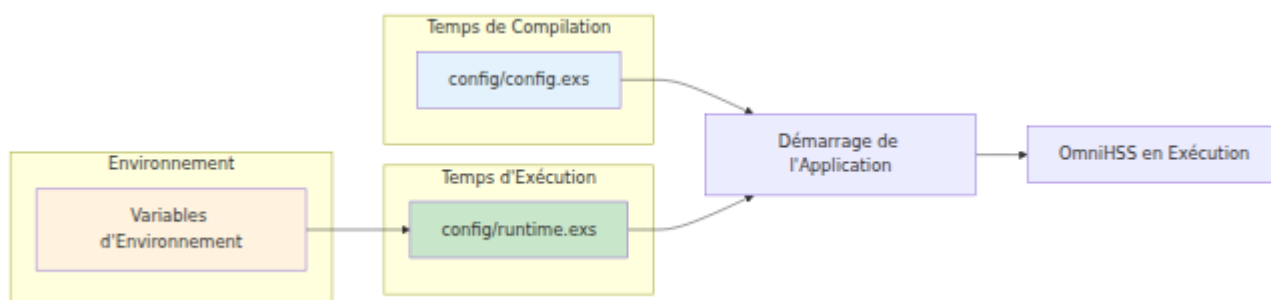 Temps de Compilation
config/config.exs
Environnement
Variables
d'Environnement
Temps d'Exécution
config/runtime.exs
Démarrage de
l'Application
OmniHSS en Exécution